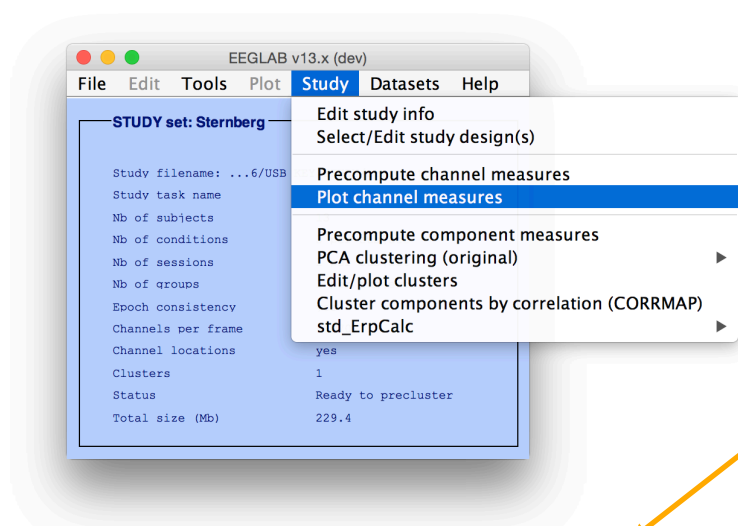 EEGLAB v13.x (dev)
File Edit Tools Plot Study Datasets Help
STUDY set: Sternberg
Study filename: ...6/USB
Study task name
Nb of subjects
Nb of conditions
Nb of sessions
Nb of groups
Epoch consistency
Channels per frame
Channel locations yes
Clusters 1
Status Ready to precluster
Total size (Mb) 229.4
Edit study info
Select/Edit study design(s)
Precompute channel measures
Plot channel measures
Precompute component measures
PCA clustering (original)
Edit/plot clusters
Cluster components by correlation (CORRMAP)
std_ErpCalc